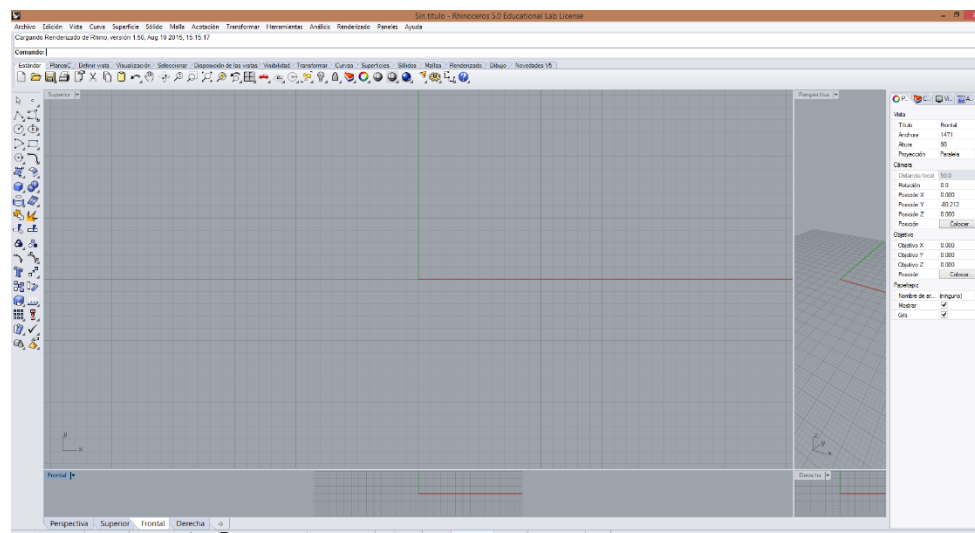 Sin título - Rhinoceros 5.0 Educational Lab License
Archivo Edición Vista Curva Superficie Sólido Malla Acotación Transformar Herramientas Análisis Renderizado Paneles Ayuda
Cargando Renderizado de Rhino, versión 1.50, Aug 10 2015, 15:15:17
Comando:
Estándar PlanosC Definir vista Visualización Seleccionar Disposición de las vistas Visibilidad Transformar Curvas Superficies Sólidos Mallas Renderizado Dibujo Novedades V5
Superior
Perspectiva
P... C... Vi... A...
Vista
Título Frontal
Anchura 1471
Altura 90
Proyección Paralela
Cámara
Distancia focal 50.0
Rotación 0.0
Posición X 0.000
Posición Y -80.212
Posición Z 0.000
Posición Colocar...
Objetivo
Objetivo X 0.000
Objetivo Y 0.000
Objetivo Z 0.000
Posición Colocar...
Papeltapiz
Nombre de ar... (ninguno)
Mostrar
Gris
y
x
z
y
x
Frontal
Derecha
Perspectiva Superior Frontal Derecha